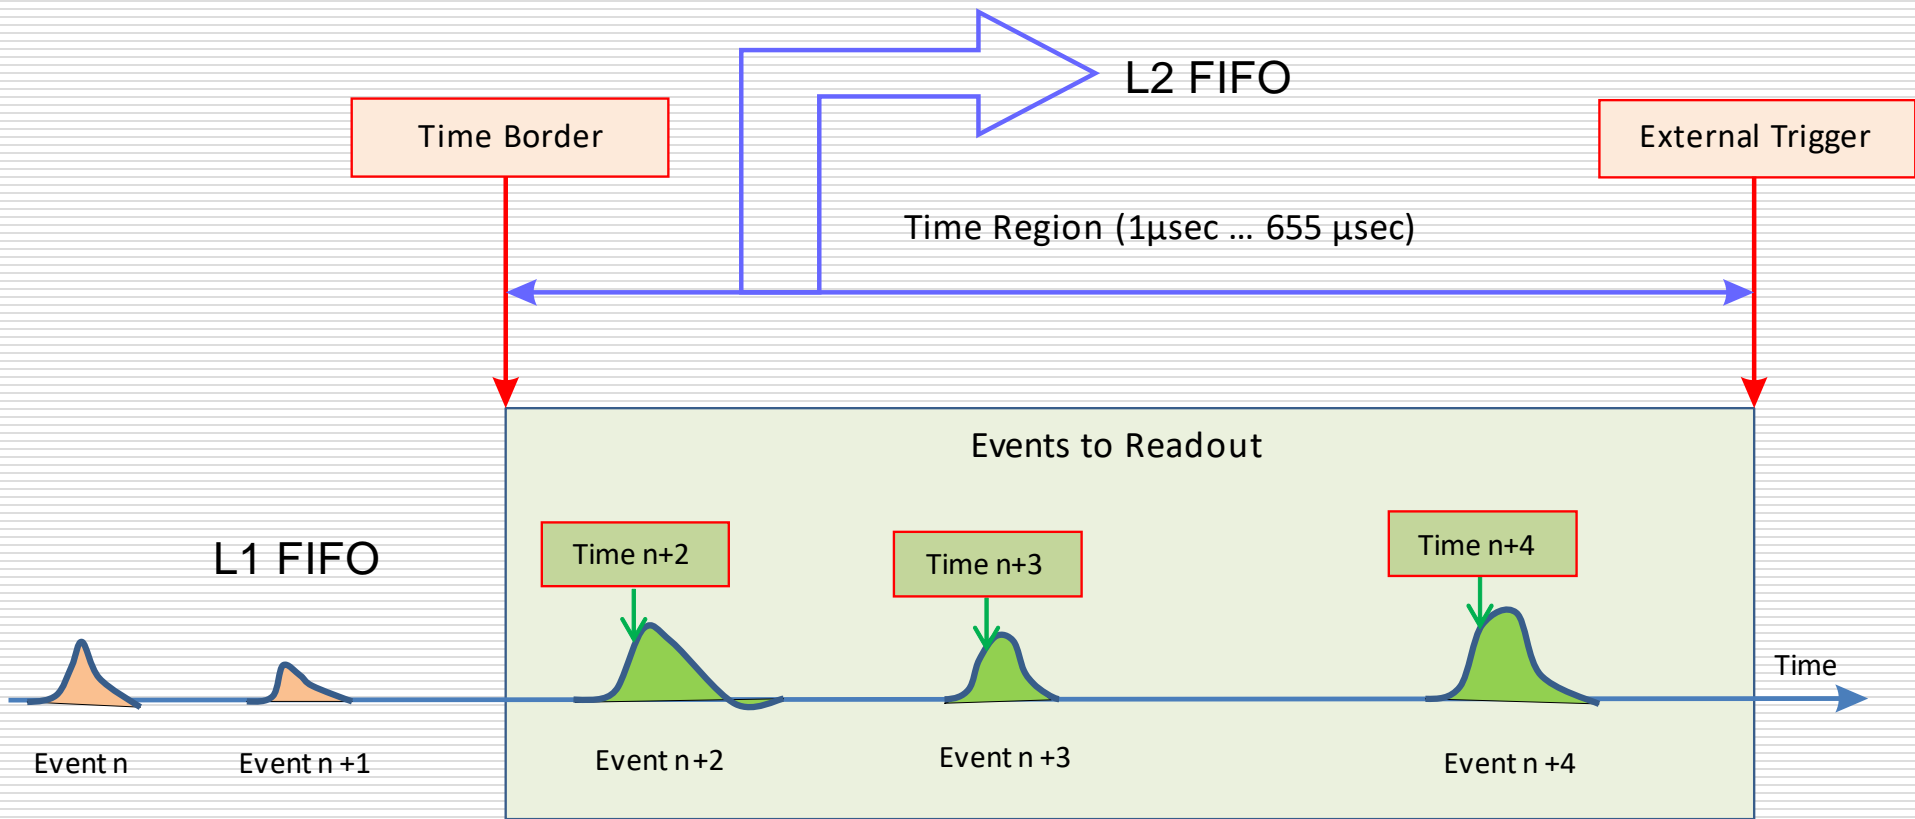 L2 FIFO
Time Border
External Trigger
Time Region (1µsec ... 655 µsec)
Events to Readout
L1 FIFO
Time n+2
Time n+3
Time n+4
Time
Event n
Event n +1
Event n+2
Event n +3
Event n +4